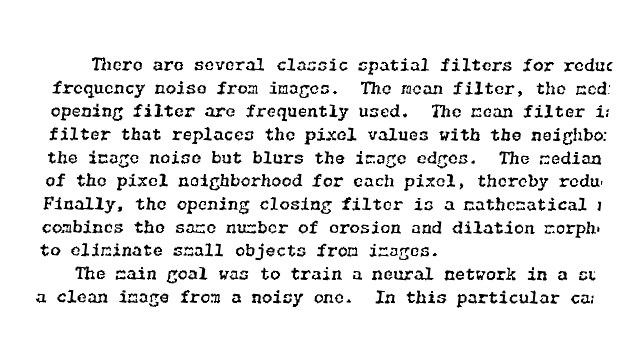 There are several classic spatial filters for reduc
frequency noise from images. The mean filter, the med
opening filter are frequently used. The mean filter is
filter that replaces the pixel values with the neighbo
the image noise but blurs the image edges. The median
of the pixel neighborhood for each pixel, thereby redu
Finally, the opening closing filter is a mathematical
combines the same number of erosion and dilation morph
to eliminate small objects from images.
The main goal was to train a neural network in a su
a clean image from a noisy one. In this particular ca